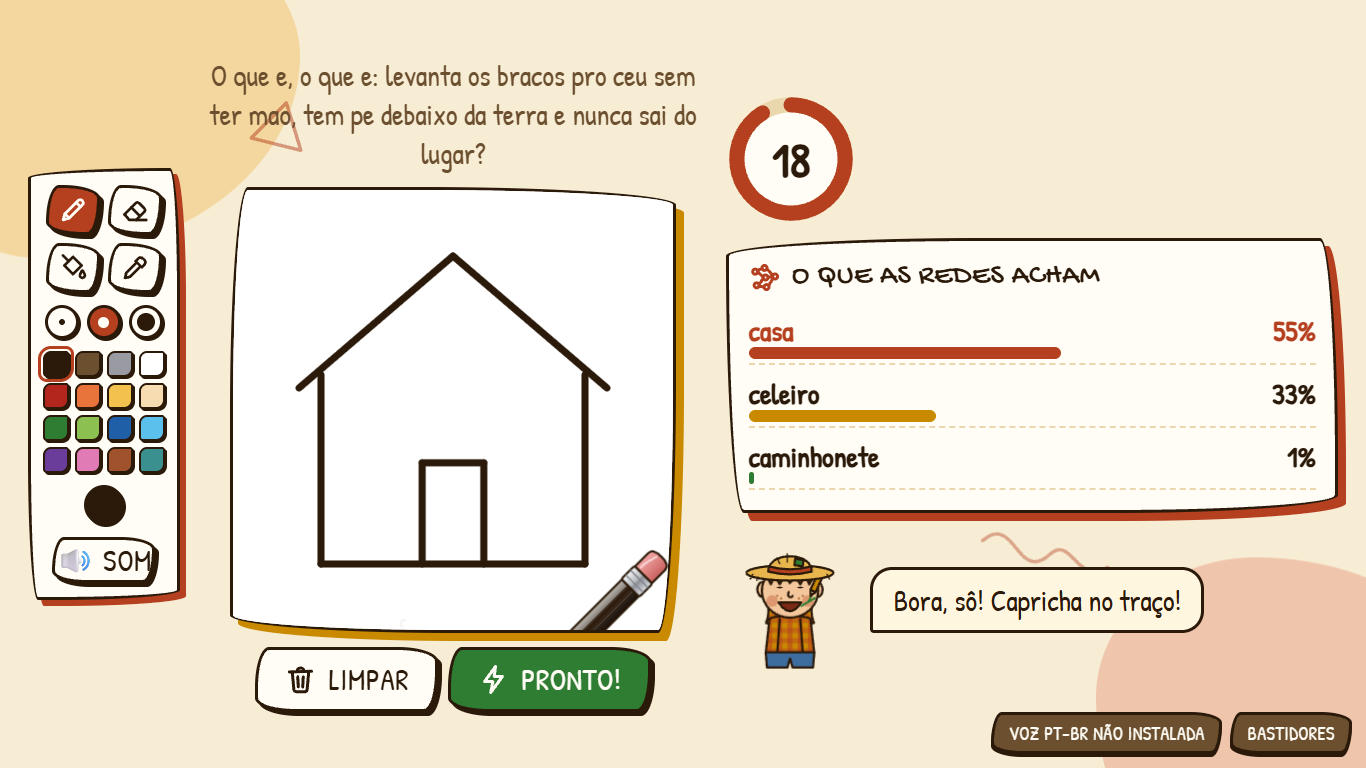 O que e, o que e: levanta os bracos pro ceu sem
ter mao, tem pe debaixo da terra e nunca sai do
lugar?
18
O QUE AS REDES ACHAM
casa 55%
celeiro 33%
caminhonete 1%
SOM
Bora, sô! Capricha no traço!
LIMPAR
PRONTO!
VOZ PT-BR NÃO INSTALADA
BASTIDORES